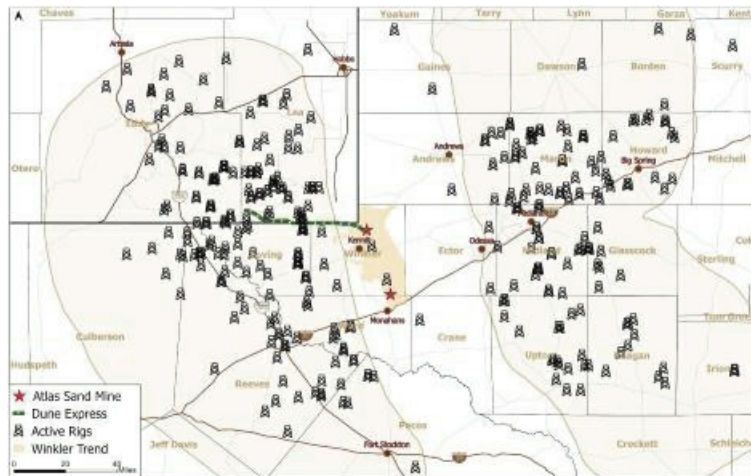 A
Chaves
Yoakum
Terry
Lynn
Garza
Kent
Artesia
Hobbs
Gaines
Dawson
Borden
Scurry
Lea
Eddy
Otero
Andrews
Andrews
Martin
Howard
Big Spring
Mitchell
Kermit
Winkler
Loving
Ector
Odessa
Midland
Glasscock
Sterling
Culberson
Monahans
Crane
Upton
Reagan
Irion
Tom Green
Hudspeth
Reeves
Pecos
Jeff Davis
Fort Stockton
Crockett
Schleicher
Atlas Sand Mine
Dune Express
Active Rigs
Winkler Trend
0 20 40
Miles